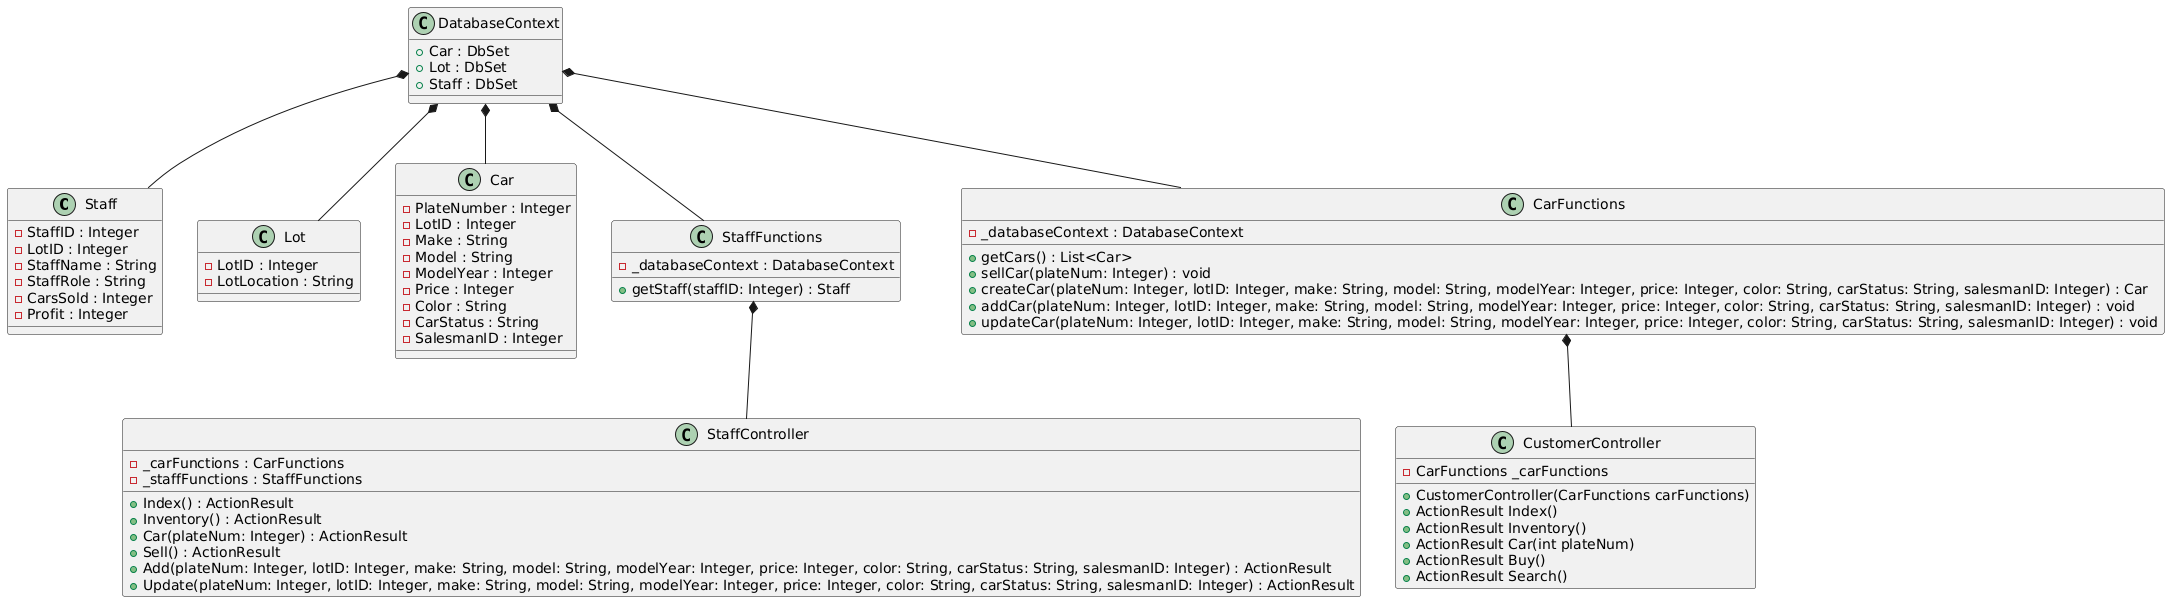 C DatabaseContext
Car : DbSet
Lot : DbSet
Staff : DbSet
C Staff
StaffID : Integer
LotID : Integer
StaffName : String
StaffRole : String
CarsSold : Integer
Profit : Integer
C Lot
LotID : Integer
LotLocation : String
C Car
PlateNumber : Integer
LotID : Integer
Make : String
Model : String
ModelYear : Integer
Price : Integer
Color : String
CarStatus : String
SalesmanID : Integer
C StaffFunctions
_databaseContext : DatabaseContext
getStaff(staffID: Integer) : Staff
C CarFunctions
_databaseContext : DatabaseContext
getCars() : List<Car>
sellCar(plateNum: Integer) : void
createCar(plateNum: Integer, lotID: Integer, make: String, model: String, modelYear: Integer, price: Integer, color: String, carStatus: String, salesmanID: Integer) : Car
addCar(plateNum: Integer, lotID: Integer, make: String, model: String, modelYear: Integer, price: Integer, color: String, carStatus: String, salesmanID: Integer) : void
updateCar(plateNum: Integer, lotID: Integer, make: String, model: String, modelYear: Integer, price: Integer, color: String, carStatus: String, salesmanID: Integer) : void
C StaffController
_carFunctions : CarFunctions
_staffFunctions : StaffFunctions
Index() : ActionResult
Inventory() : ActionResult
Car(plateNum: Integer) : ActionResult
Sell() : ActionResult
Add(plateNum: Integer, lotID: Integer, make: String, model: String, modelYear: Integer, price: Integer, color: String, carStatus: String, salesmanID: Integer) : ActionResult
Update(plateNum: Integer, lotID: Integer, make: String, model: String, modelYear: Integer, price: Integer, color: String, carStatus: String, salesmanID: Integer) : ActionResult
C CustomerController
CarFunctions _carFunctions
CustomerController(CarFunctions carFunctions)
ActionResult Index()
ActionResult Inventory()
ActionResult Car(int plateNum)
ActionResult Buy()
ActionResult Search()